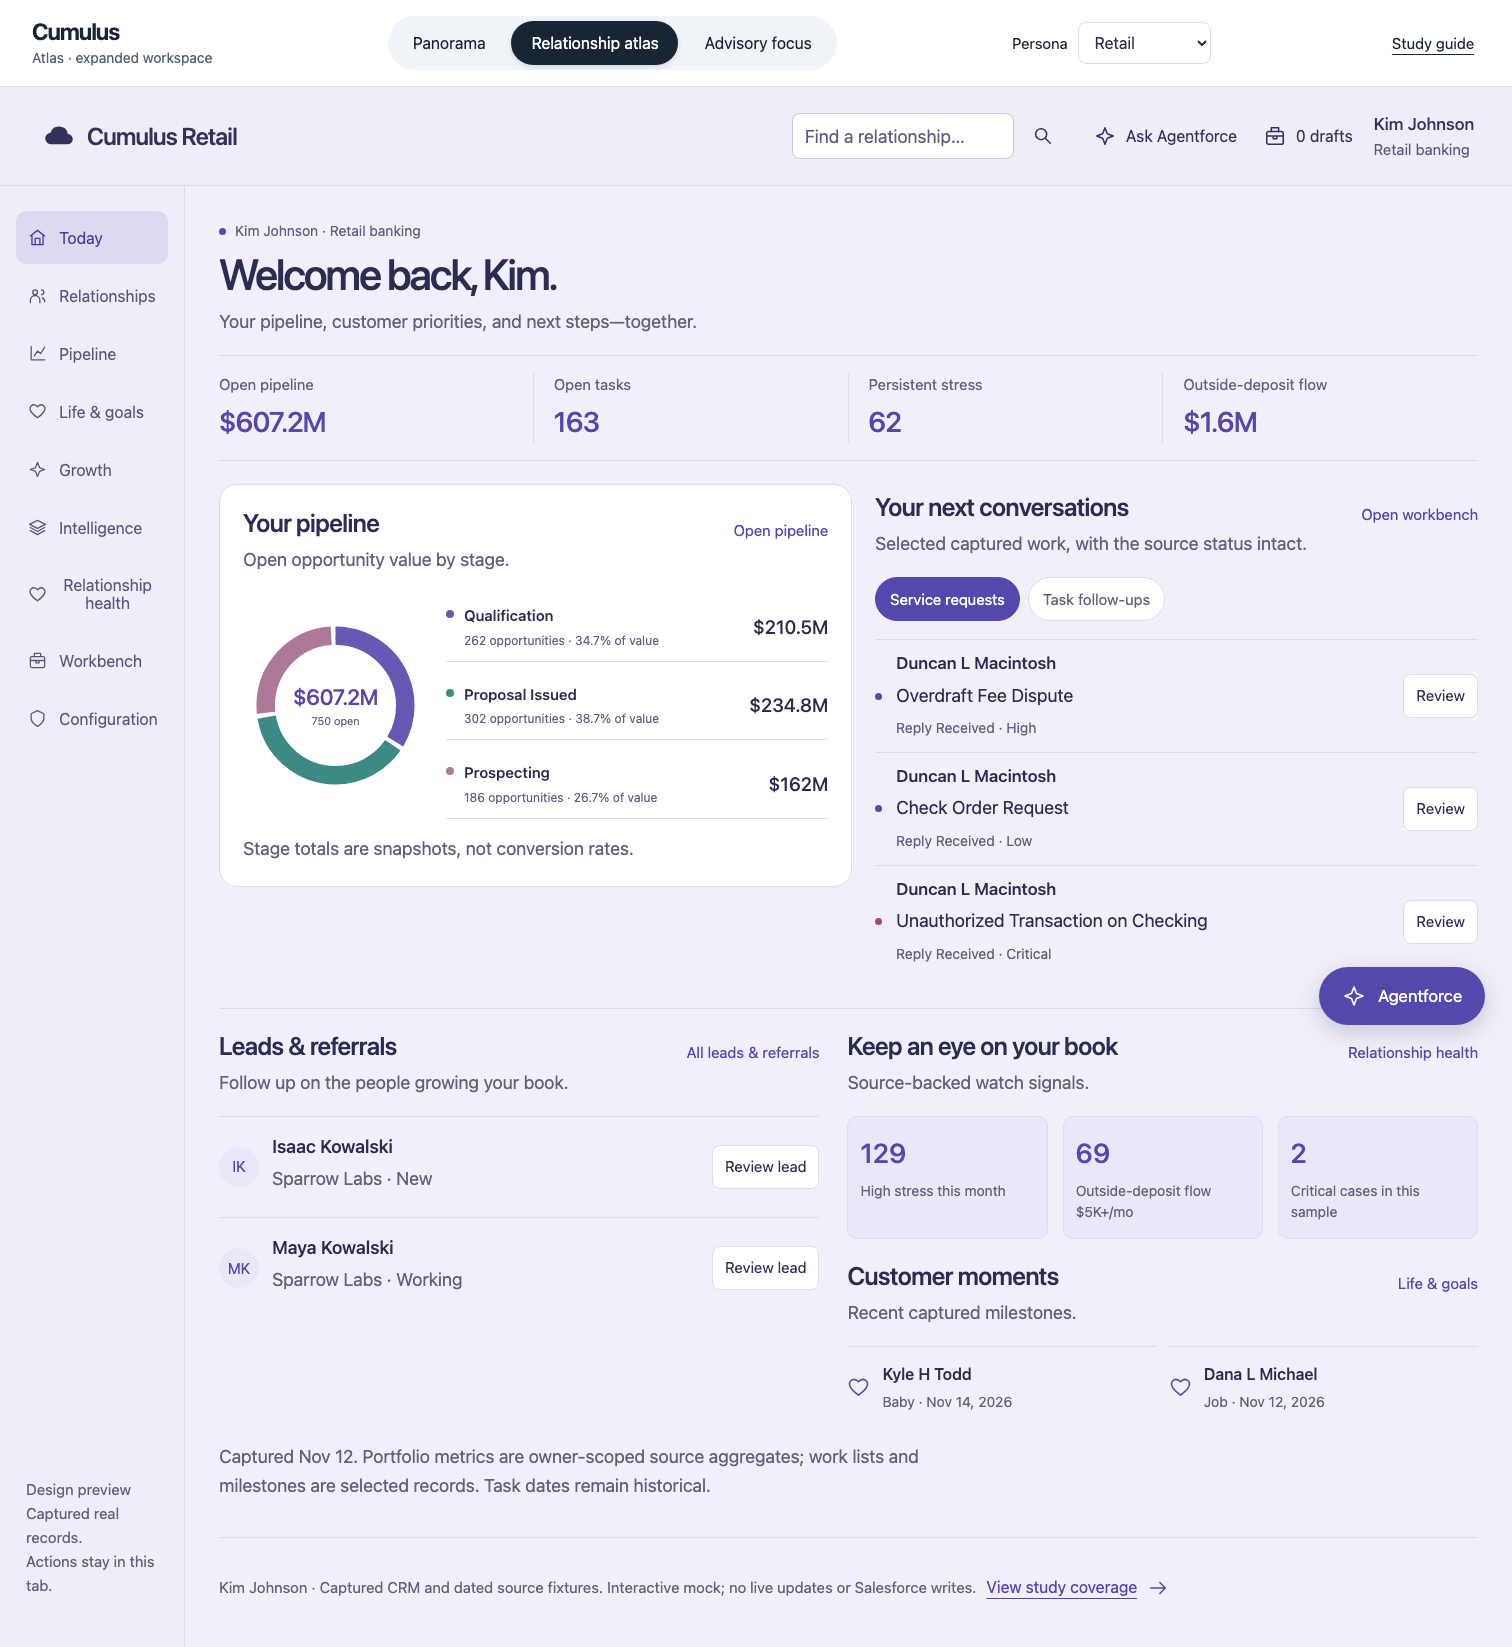 Cumulus
Atlas · expanded workspace
Panorama
Relationship atlas
Advisory focus
Persona
Retail
Study guide
Cumulus Retail
Find a relationship...
Ask Agentforce
0 drafts
Kim Johnson
Retail banking
Today
Relationships
Pipeline
Life & goals
Growth
Intelligence
Relationship
health
Workbench
Configuration
Design preview
Captured real
records.
Actions stay in this
tab.
Kim Johnson · Retail banking
Welcome back, Kim.
Your pipeline, customer priorities, and next steps—together.
Open pipeline
$607.2M
Open tasks
163
Persistent stress
62
Outside-deposit flow
$1.6M
Your pipeline
Open pipeline
Open opportunity value by stage.
$607.2M
750 open
Qualification
262 opportunities · 34.7% of value
$210.5M
Proposal Issued
302 opportunities · 38.7% of value
$234.8M
Prospecting
186 opportunities · 26.7% of value
$162M
Stage totals are snapshots, not conversion rates.
Your next conversations
Open workbench
Selected captured work, with the source status intact.
Service requests
Task follow-ups
Duncan L Macintosh
Overdraft Fee Dispute
Reply Received · High
Review
Duncan L Macintosh
Check Order Request
Reply Received · Low
Review
Duncan L Macintosh
Unauthorized Transaction on Checking
Reply Received · Critical
Review
Agentforce
Leads & referrals
All leads & referrals
Follow up on the people growing your book.
IK
Isaac Kowalski
Sparrow Labs · New
Review lead
MK
Maya Kowalski
Sparrow Labs · Working
Review lead
Keep an eye on your book
Relationship health
Source-backed watch signals.
129
High stress this month
69
Outside-deposit flow
$5K+/mo
2
Critical cases in this
sample
Customer moments
Life & goals
Recent captured milestones.
Kyle H Todd
Baby · Nov 14, 2026
Dana L Michael
Job · Nov 12, 2026
Captured Nov 12. Portfolio metrics are owner-scoped source aggregates; work lists and
milestones are selected records. Task dates remain historical.
Kim Johnson · Captured CRM and dated source fixtures. Interactive mock; no live updates or Salesforce writes.
View study coverage